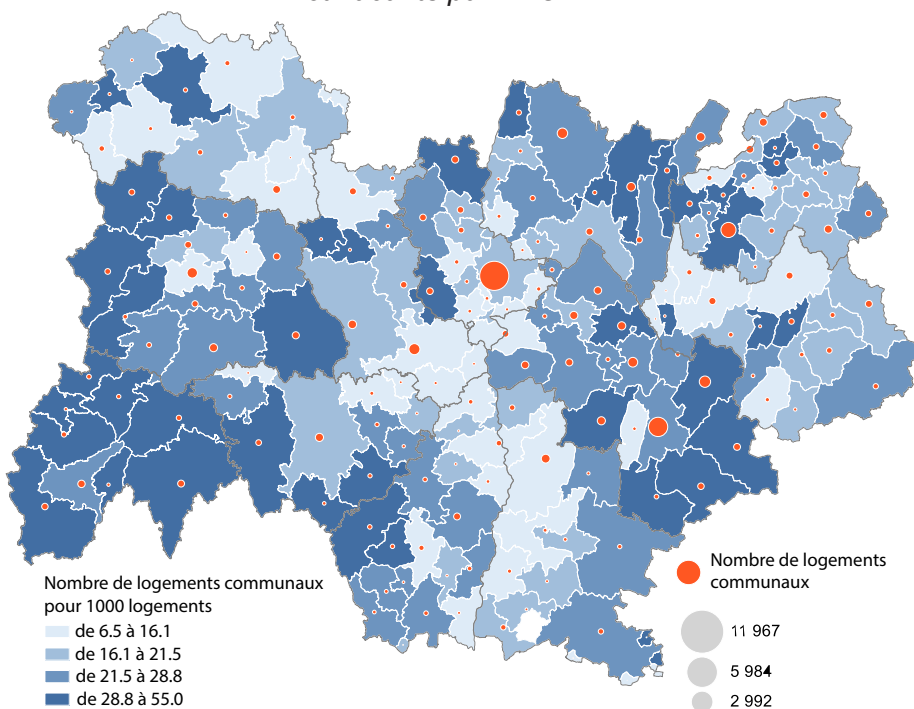 Nombre de logements communaux
pour 1000 logements
de 6.5 à 16.1
de 16.1 à 21.5
de 21.5 à 28.8
de 28.8 à 55.0
Nombre de logements
communaux
11 967
5 984
2 992